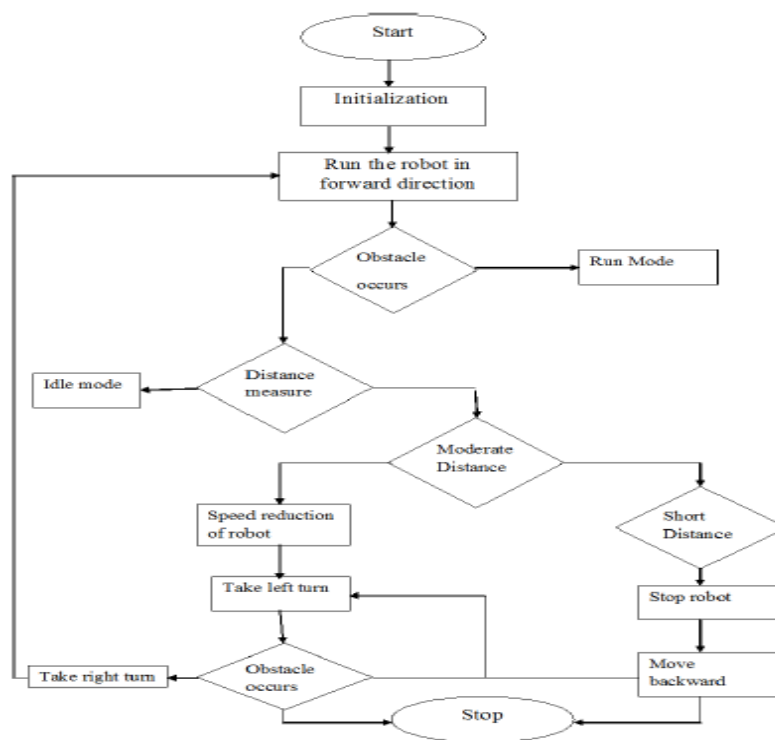 Start
Initialization
Run the robot in
forward direction
Obstacle
occurs
Run Mode
Idle mode
Distance
measure
Moderate
Distance
Speed reduction
of robot
Short
Distance
Take left turn
Stop robot
Take right turn
Obstacle
occurs
Move
backward
Stop